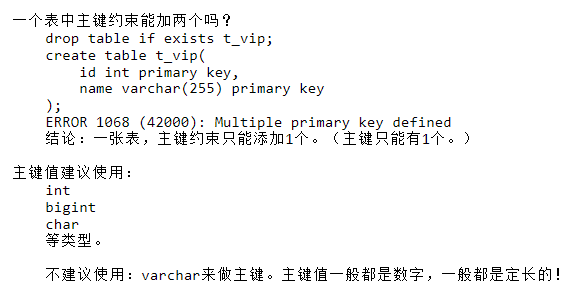 一个表中主键约束能加两个吗？
drop table if exists t_vip;
create table t_vip(
id int primary key,
name varchar(255) primary key
);
ERROR 1068 (42000): Multiple primary key defined
结论：一张表，主键约束只能添加1个。（主键只能有1个。）
主键值建议使用：
int
bigint
char
等类型。
不建议使用：varchar来做主键。主键值一般都是数字，一般都是定长的！